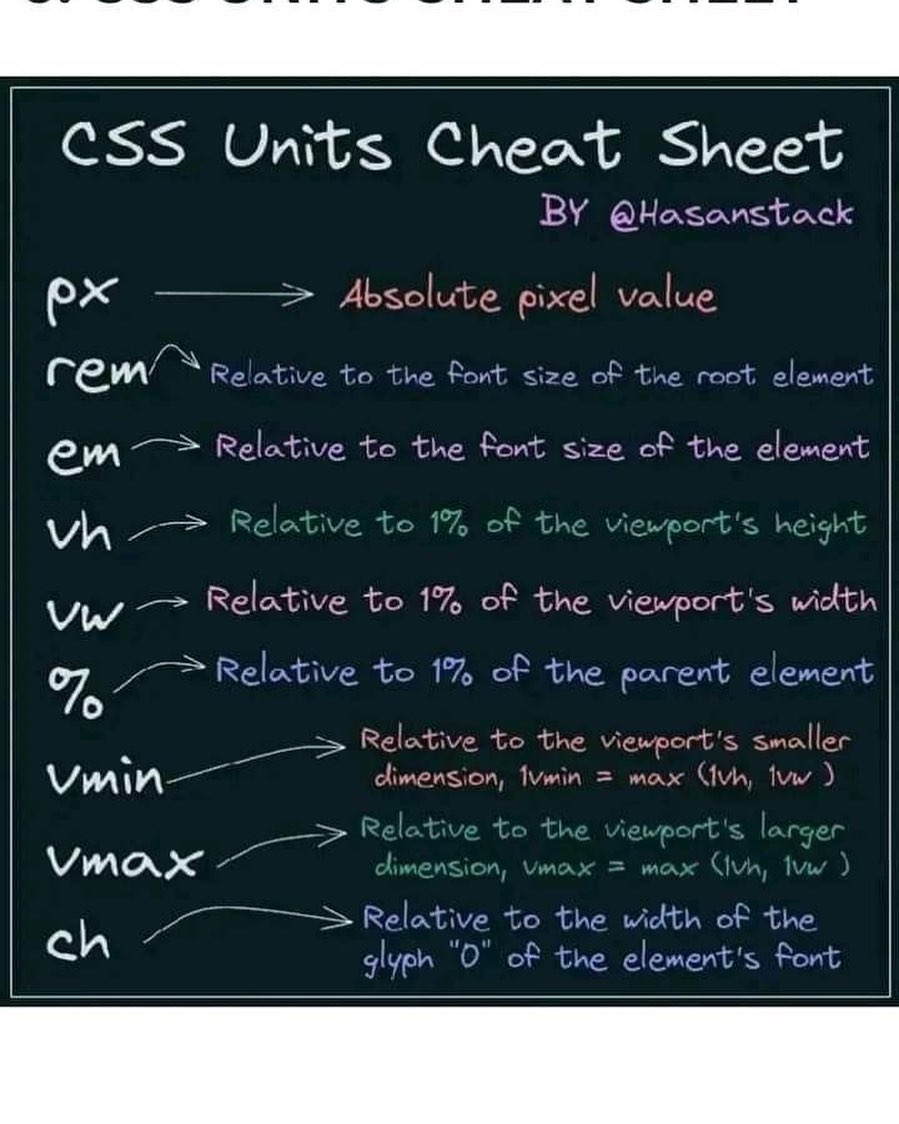 CSS Units Cheat Sheet
BY @Hasanstack
px Absolute pixel value
rem Relative to the font size of the root element
em Relative to the font size of the element
vh Relative to 1% of the viewport's height
vw Relative to 1% of the viewport's width
% Relative to 1% of the parent element
vmin Relative to the viewport's smaller
dimension, 1vmin = max (1vh, 1vw )
vmax Relative to the viewport's larger
dimension, vmax = max (1vh, 1vw )
ch Relative to the width of the
glyph "0" of the element's font